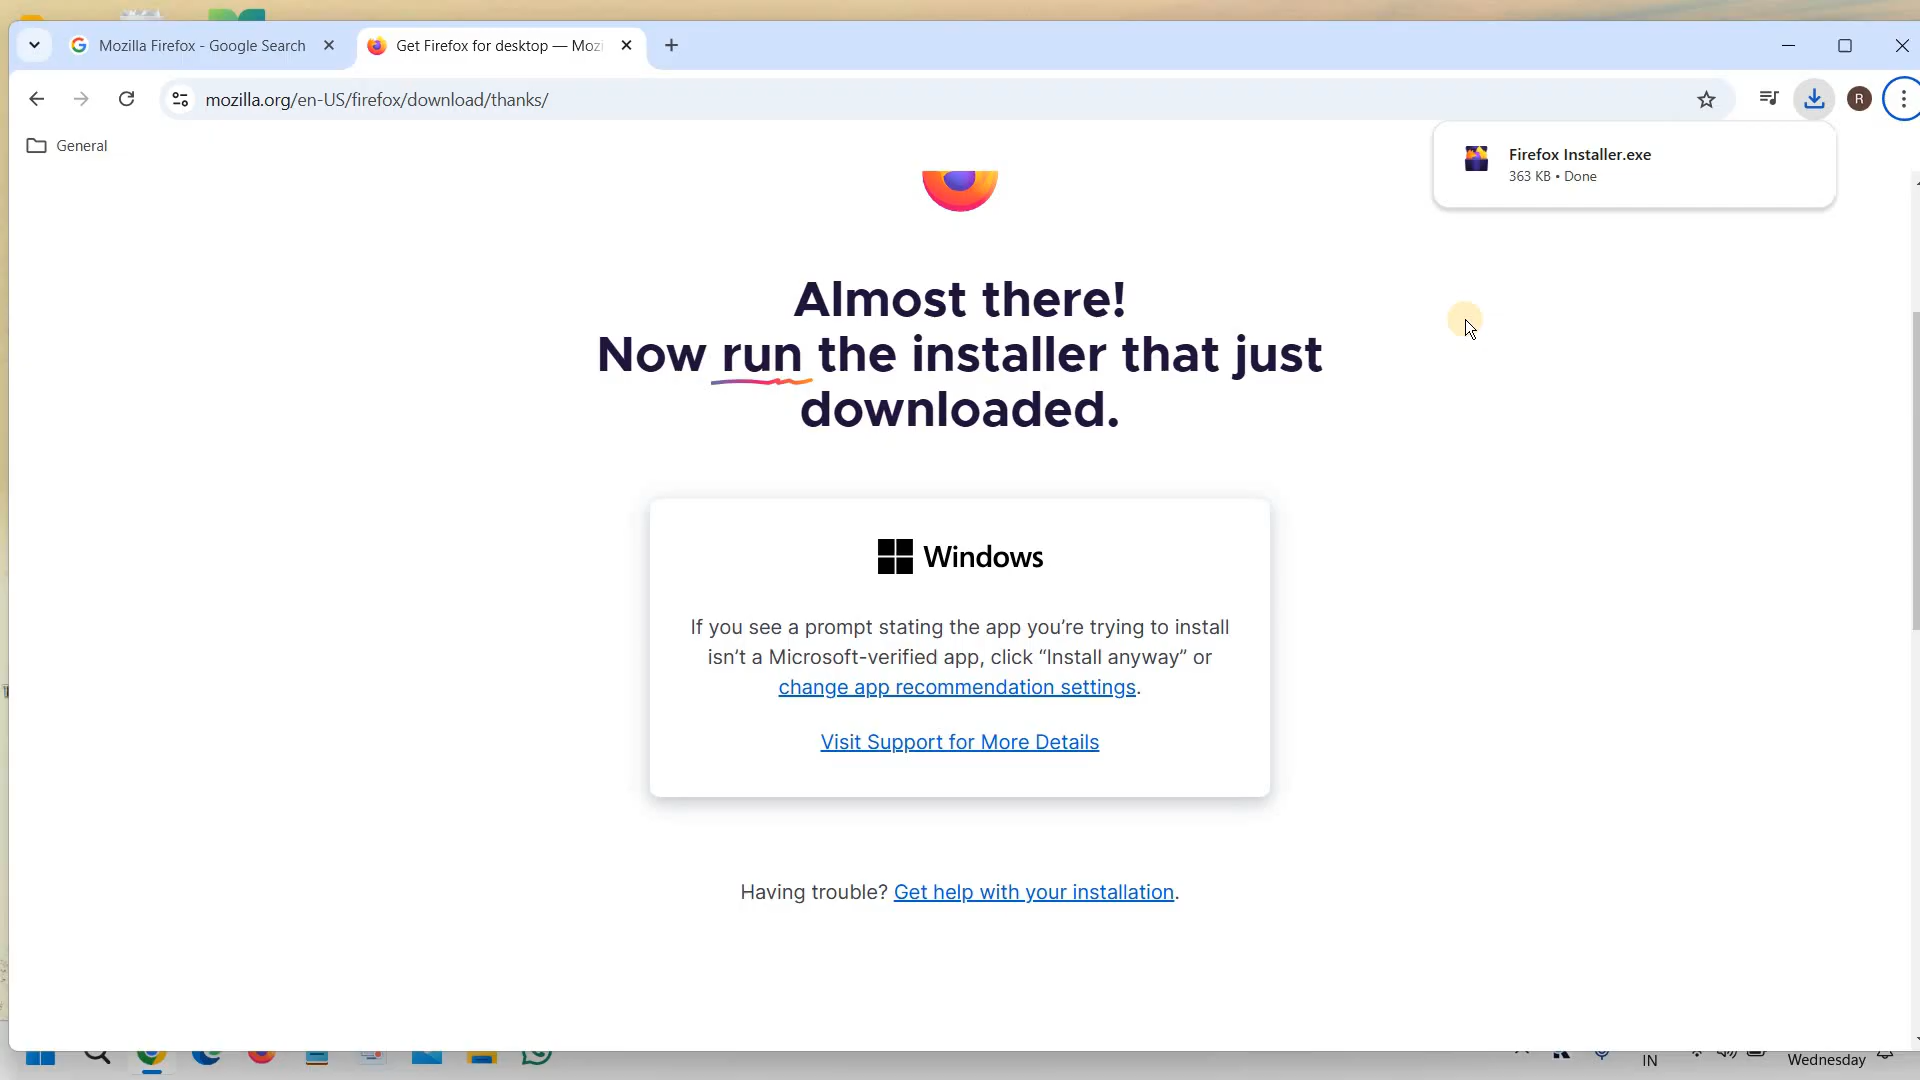 Mozilla Firefox - Google Search
Get Firefox for desktop — Mozi
mozilla.org/en-US/firefox/download/thanks/
R
General
Firefox Installer.exe
363 KB • Done
Almost there!
Now run the installer that just
downloaded.
Windows
If you see a prompt stating the app you’re trying to install
isn’t a Microsoft-verified app, click “Install anyway” or
change app recommendation settings.
Visit Support for More Details
Having trouble? Get help with your installation.
IN
Wednesday